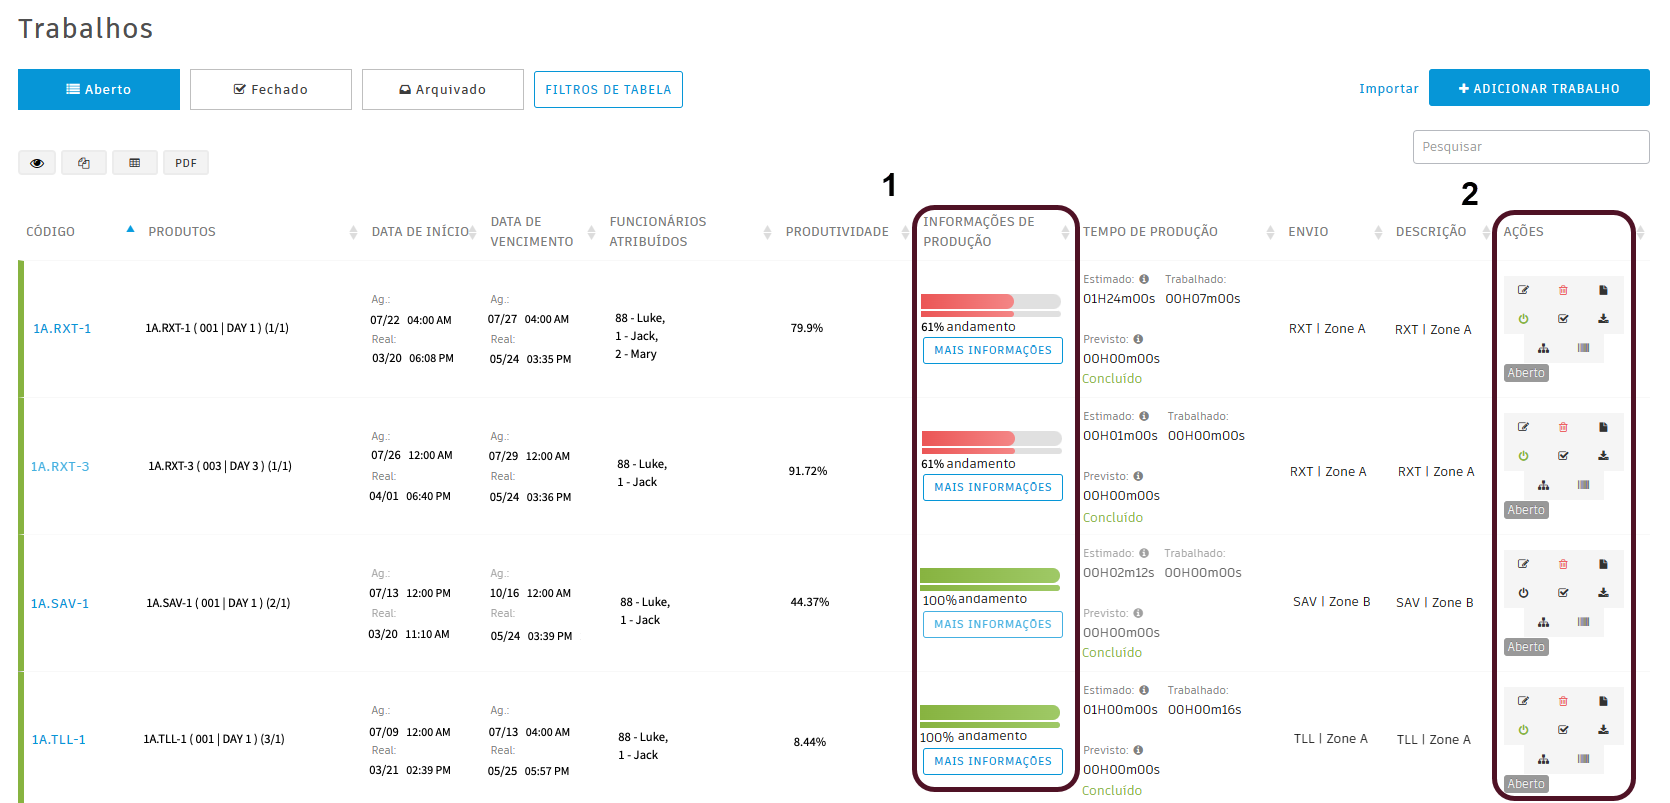 Trabalhos
Aberto
Fechado
Arquivado
FILTROS DE TABELA
Importar
ADICIONAR TRABALHO
PDF
Pesquisar
1
2
CÓDIGO
PRODUTOS
DATA DE INÍCIO
DATA DE
VENCIMENTO
FUNCIONÁRIOS
ATRIBUÍDOS
PRODUTIVIDADE
INFORMAÇÕES DE
PRODUÇÃO
TEMPO DE PRODUÇÃO
ENVIO
DESCRIÇÃO
AÇÕES
1A.RXT-1
1A.RXT-1 ( 001 | DAY 1 ) (1/1)
Ag.:
07/22 04:00 AM
Real:
03/20 06:08 PM
Ag.:
07/27 04:00 AM
Real:
05/24 03:35 PM
88 - Luke,
1 - Jack,
2 - Mary
79.9%
61% andamento
MAIS INFORMAÇÕES
Estimado: Trabalhado:
01H24m00s 00H07m00s
Previsto:
00H00m00s
Concluído
RXT | Zone A
RXT | Zone A
Aberto
1A.RXT-3
1A.RXT-3 ( 003 | DAY 3 ) (1/1)
Ag.:
07/26 12:00 AM
Real:
04/01 06:40 PM
Ag.:
07/29 12:00 AM
Real:
05/24 03:36 PM
88 - Luke,
1 - Jack
91.72%
61% andamento
MAIS INFORMAÇÕES
Estimado: Trabalhado:
00H01m00s 00H00m00s
Previsto:
00H00m00s
Concluído
RXT | Zone A
RXT | Zone A
Aberto
1A.SAV-1
1A.SAV-1 ( 001 | DAY 1 ) (2/1)
Ag.:
07/13 12:00 PM
Real:
03/20 11:10 AM
Ag.:
10/16 12:00 AM
Real:
05/24 03:39 PM
88 - Luke,
1 - Jack
44.37%
100% andamento
MAIS INFORMAÇÕES
Estimado: Trabalhado:
00H02m12s 00H00m00s
Previsto:
00H00m00s
Concluído
SAV | Zone B
SAV | Zone B
Aberto
1A.TLL-1
1A.TLL-1 ( 001 | DAY 1 ) (3/1)
Ag.:
07/09 12:00 AM
Real:
03/21 02:39 PM
Ag.:
07/13 04:00 AM
Real:
05/25 05:57 PM
88 - Luke,
1 - Jack
8.44%
100% andamento
MAIS INFORMAÇÕES
Estimado: Trabalhado:
01H00m00s 00H00m16s
Previsto:
00H00m00s
Concluído
TLL | Zone A
TLL | Zone A
Aberto